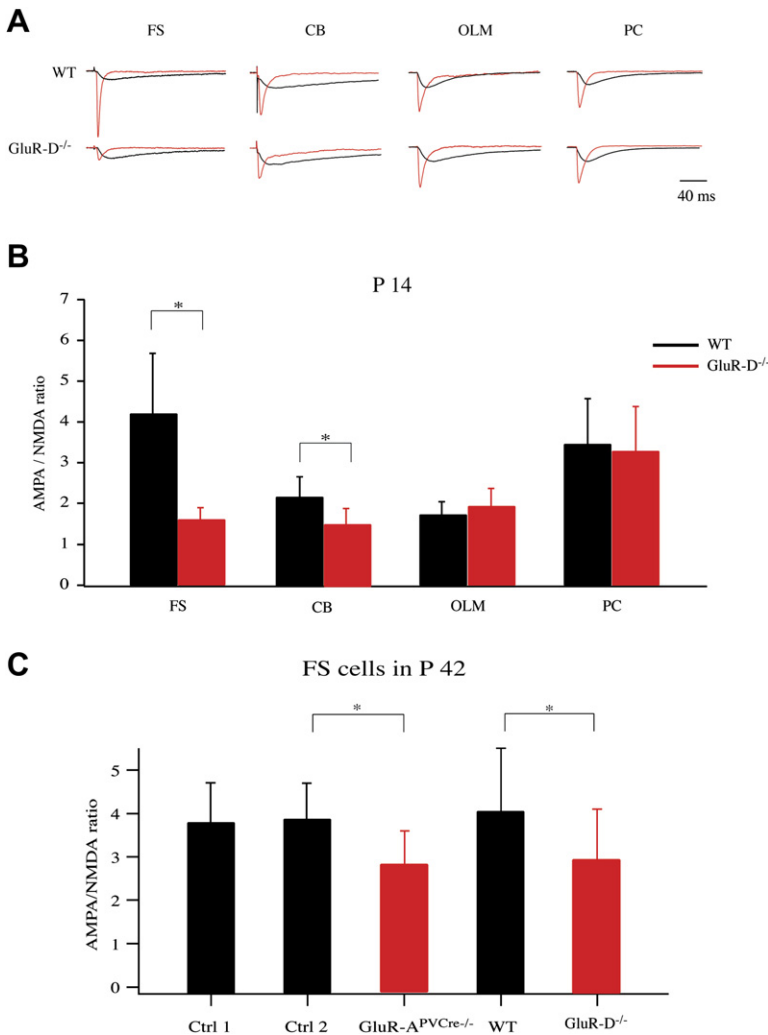 A
FS CB OLM PC
WT
GluR-D-/-
40 ms
B
P 14
7
6
5
4
3
2
1
0
AMPA / NMDA ratio
*
*
WT
GluR-D-/-
FS CB OLM PC
C
FS cells in P 42
*
*
5
4
3
2
1
0
AMPA/NMDA ratio
Ctrl 1 Ctrl 2 GluR-APVCre-/- WT GluR-D-/-